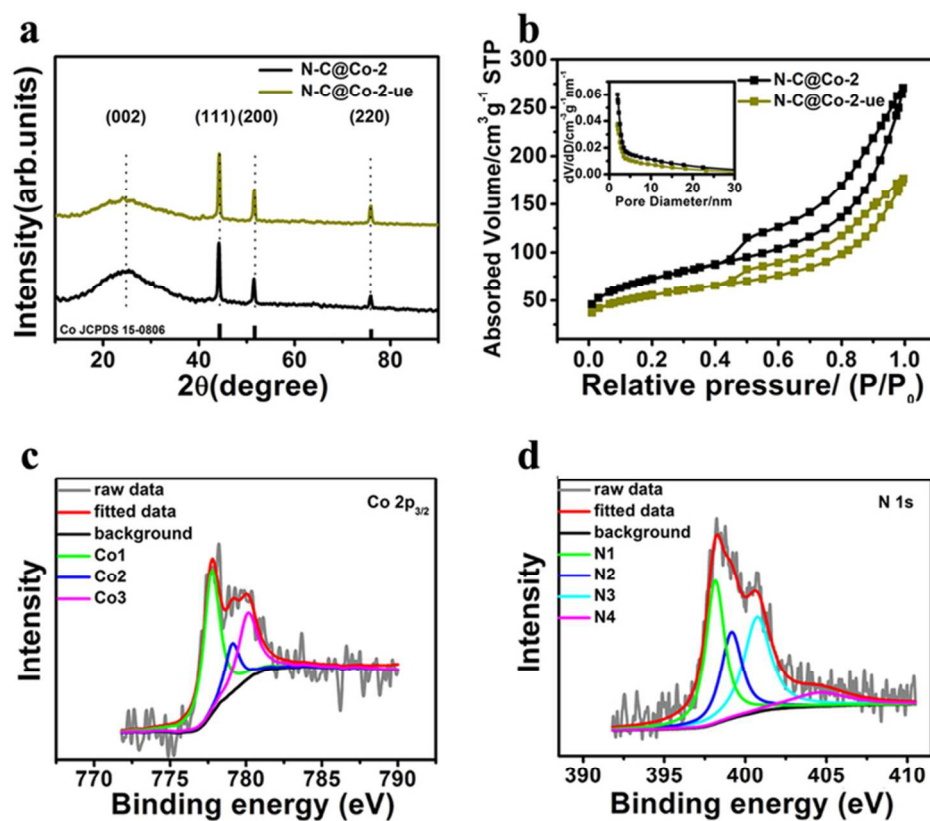 a
N-C@Co-2
N-C@Co-2-ue
(002)
(111)
(200)
(220)
Intensity(arb.units)
Co JCPDS 15-0806
10 20 40 60 80
2θ(degree)
b
N-C@Co-2
N-C@Co-2-ue
Absorbed Volume/cm³g⁻¹ STP
300
250
200
150
100
50
0.0 0.2 0.4 0.6 0.8 1.0
Relative pressure/ (P/P₀)
dV/dD/cm⁻³g⁻¹nm⁻¹
0.06
0.04
0.02
0.00
0 10 20 30
Pore Diameter/nm
c
raw data
fitted data
background
Co1
Co2
Co3
Co 2p₃/₂
Intensity
770 775 780 785 790
Binding energy (eV)
d
raw data
fitted data
background
N1
N2
N3
N4
N 1s
Intensity
390 395 400 405 410
Binding energy (eV)